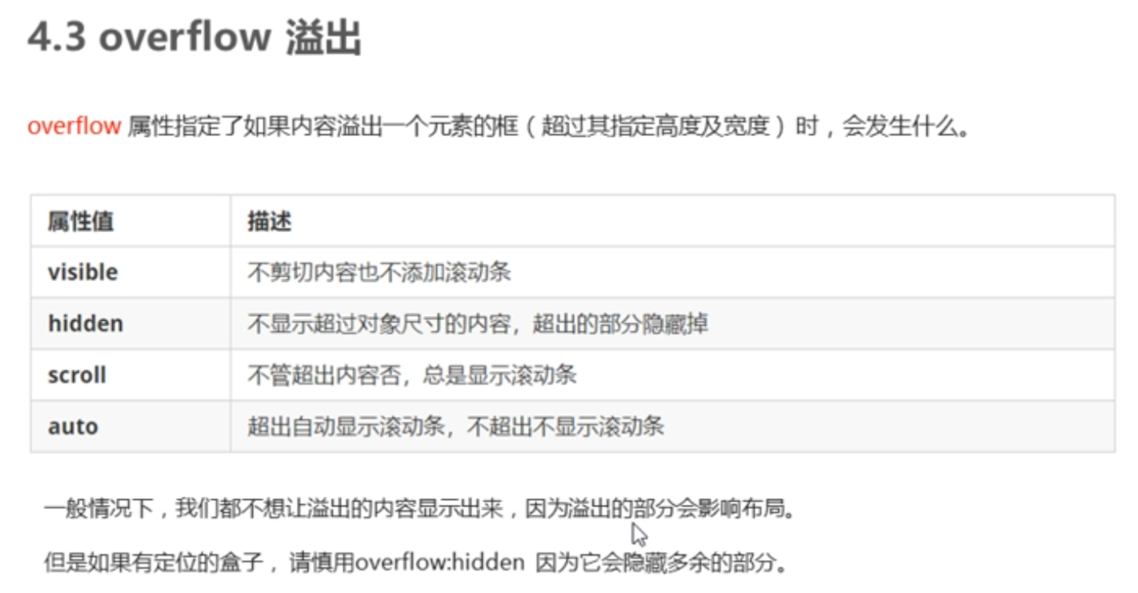 4.3 overflow 溢出
overflow 属性指定了如果内容溢出一个元素的框（超过其指定高度及宽度）时，会发生什么。
属性值 描述
visible 不剪切内容也不添加滚动条
hidden 不显示超过对象尺寸的内容，超出的部分隐藏掉
scroll 不管超出内容否，总是显示滚动条
auto 超出自动显示滚动条，不超出不显示滚动条
一般情况下，我们都不想让溢出的内容显示出来，因为溢出的部分会影响布局。
但是如果有定位的盒子，请慎用overflow:hidden 因为它会隐藏多余的部分。